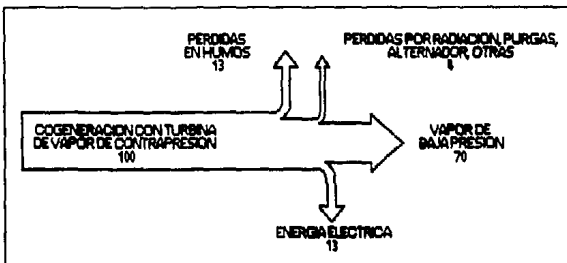 PERDIDAS
EN HUMOS
13
PERDIDAS POR RADIACION, PURGAS,
ALTERNADOR, OTRAS
4
COGENERACION CON TURBINA
DE VAPOR DE CONTRAPRESION
100
VAPOR DE
BAJA PRESION
70
ENERGIA ELECTRICA
13